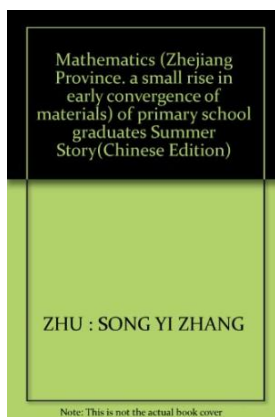 Mathematics (Zhejiang
Province. a small rise in
early convergence of
materials) of primary school
graduates Summer
Story(Chinese Edition)
ZHU : SONG YI ZHANG
Note: This is not the actual book cover